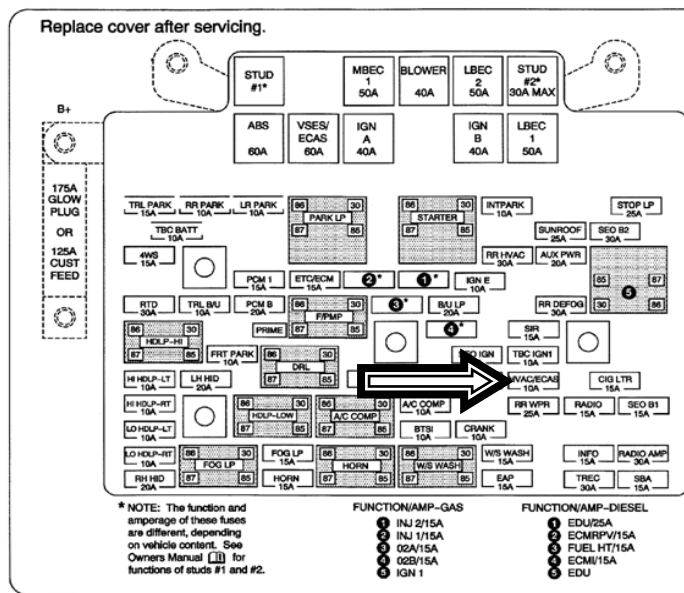 Replace cover after servicing.
STUD #1*
MBEC 1 50A
BLOWER 40A
LBEC 2 50A
STUD #2* 30A MAX
B+
ABS 60A
VSES/ECAS 60A
IGN A 40A
IGN B 40A
LBEC 1 50A
175A GLOW PLUG OR 125A CUST FEED
TRL PARK 15A
RR PARK 10A
LR PARK 10A
86 30 PARK LP 87 85
86 30 STARTER 87 85
INTPARK 10A
STOP LP 25A
TBC BATT 10A
SUNROOF 25A
SEO B2 30A
4WS 15A
RR HVAC 30A
AUX PWR 20A
PCM 1 15A
ETC/ECM 15A
2*
1*
IGN E 10A
85 87 5 30 86
RTD 30A
TRL B/U 10A
PCM B 20A
86 30 F/PMP 87 85
3*
B/U LP 20A
RR DEFOG 30A
86 30 HDLP-HI 87 85
PRIME
4*
SIR 15A
FRT PARK 10A
86 30 DRL 87 85
IGN
TBC IGN1 10A
HI HDLP-LT 10A
LH HID 20A
HVAC/ECAS 10A
CIG LTR 15A
HI HDLP-RT 10A
86 30 HDLP-LOW 87 85
86 30 A/C COMP 87 85
A/C COMP 10A
RR WPR 25A
RADIO 15A
SEO B1 15A
LO HDLP-LT 10A
BTSI 10A
CRANK 10A
LO HDLP-RT 10A
86 30 FOG LP 87 85
FOG LP 15A
86 30 HORN 87 85
86 30 W/S WASH 87 85
W/S WASH 15A
INFO 15A
RADIO AMP 30A
RH HID 20A
HORN 15A
EAP 15A
TREC 30A
SBA 15A
* NOTE: The function and
amperage of these fuses
are different, depending
on vehicle content. See
Owners Manual for
functions of studs #1 and #2.
FUNCTION/AMP-GAS
1 INJ 2/15A
2 INJ 1/15A
3 02A/15A
4 02B/15A
5 IGN 1
FUNCTION/AMP-DIESEL
1 EDU/25A
2 ECMRPV/15A
3 FUEL HT/15A
4 ECMI/15A
5 EDU